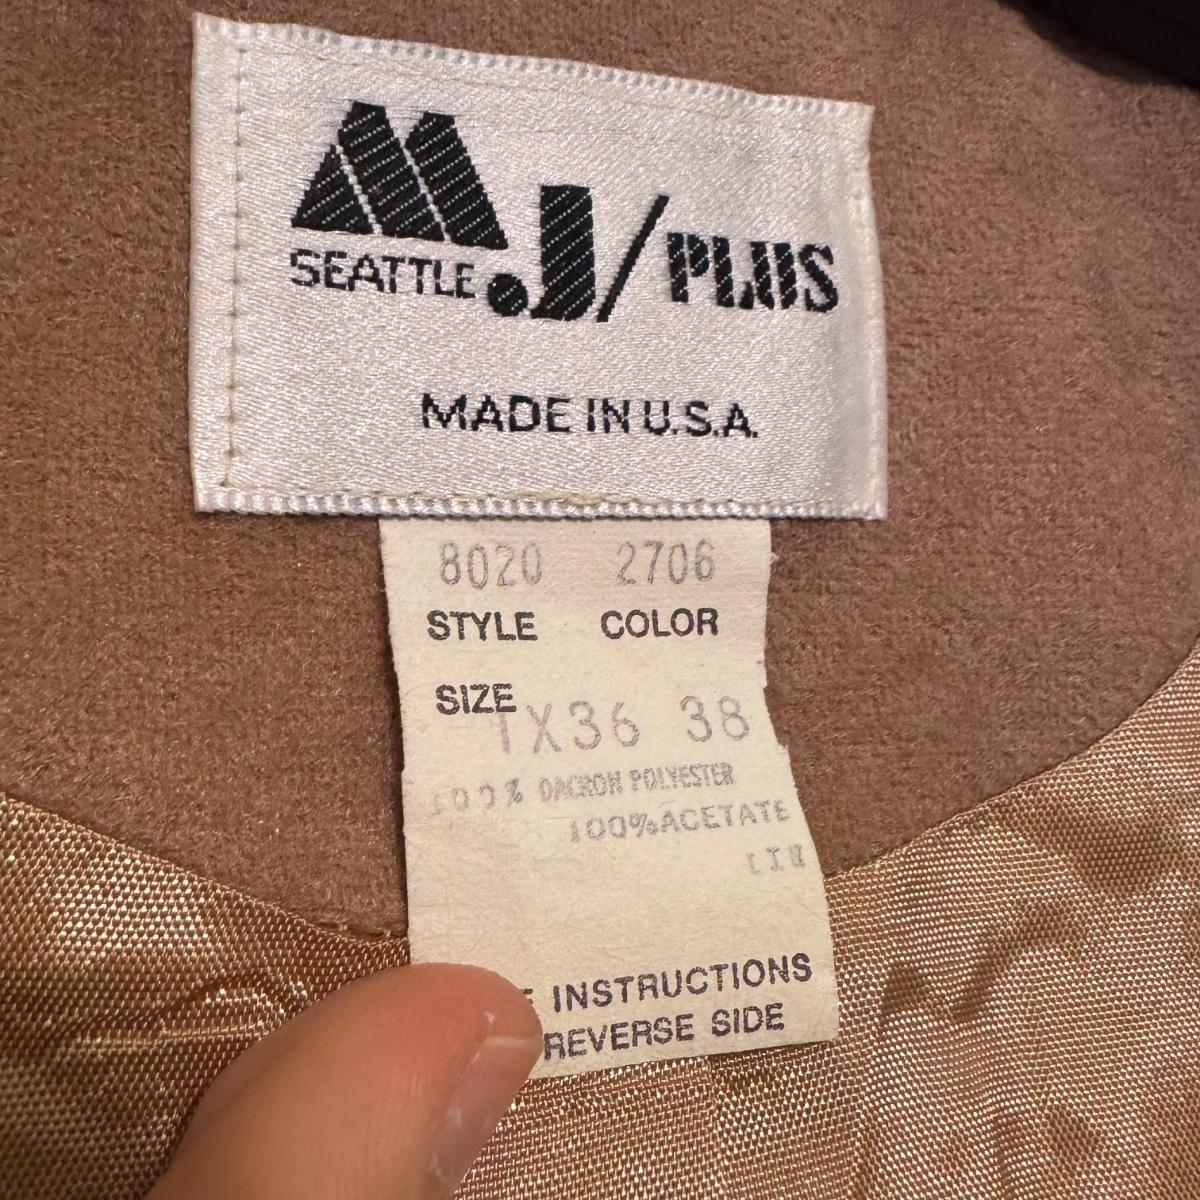 M.J/PLUS
SEATTLE
MADE IN U.S.A.
8020 2706
STYLE COLOR
SIZE
1X36 38
100% DACRON POLYESTER
100% ACETATE
INSTRUCTIONS
REVERSE SIDE